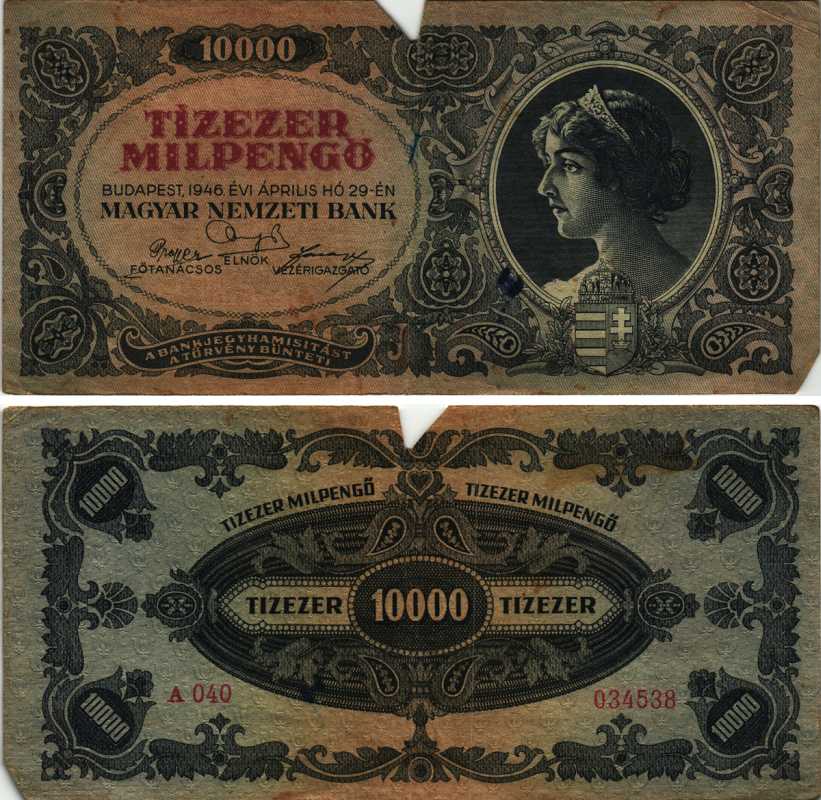 10000
TÍZEZER
MILPENGŐ
BUDAPEST, 1946. ÉVI ÁPRILIS HÓ 29-ÉN
MAGYAR NEMZETI BANK
FŐTANÁCSOS ELNÖK VEZÉRIGAZGATÓ
A BANKJEGYHAMISÍTÁST
A TÖRVÉNY BÜNTETI
10000 10000
TIZEZER MILPENGŐ TIZEZER MILPENGŐ
TIZEZER 10000 TIZEZER
A 040 034538
10000 10000